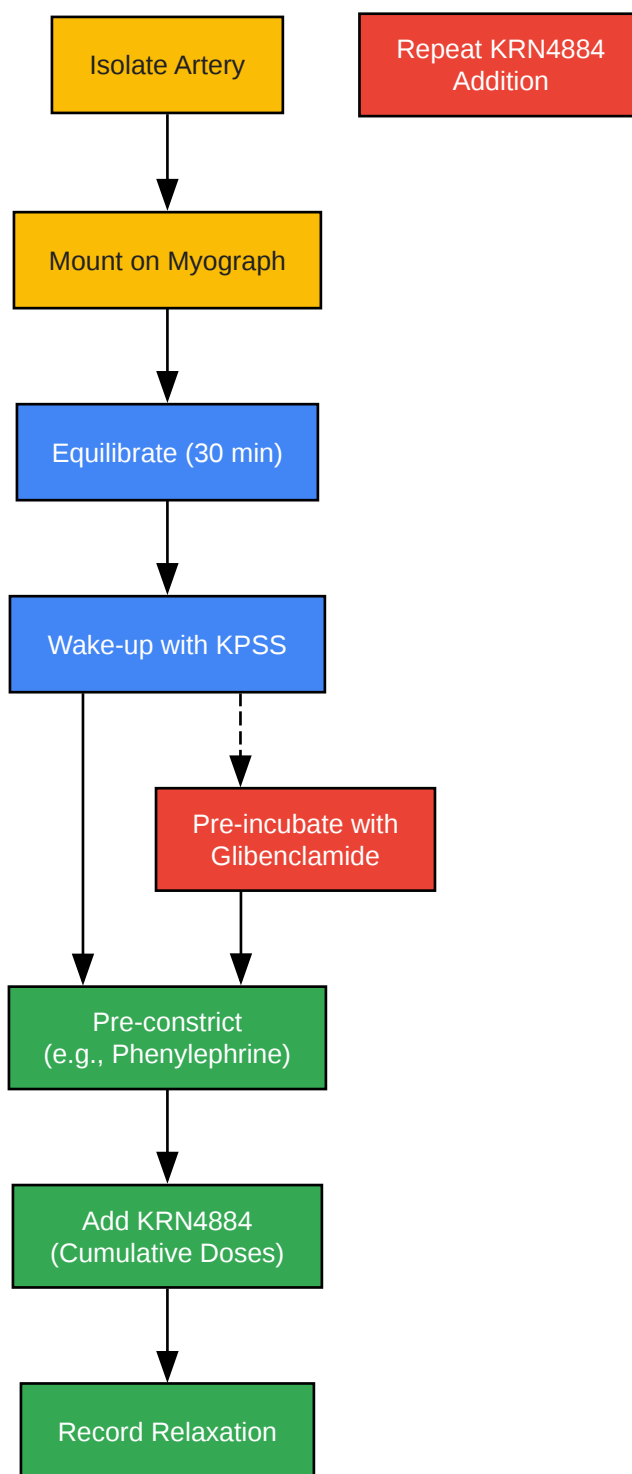 Isolate Artery
Repeat KRN4884
Addition
Mount on Myograph
Equilibrate (30 min)
Wake-up with KPSS
Pre-incubate with
Glibenclamide
Pre-constrict
(e.g., Phenylephrine)
Add KRN4884
(Cumulative Doses)
Record Relaxation